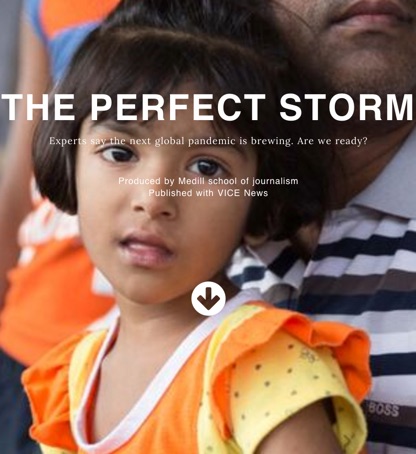 THE PERFECT STORM
Experts say the next global pandemic is brewing. Are we ready?
Produced by Medill school of journalism
Published with VICE News
BOSS